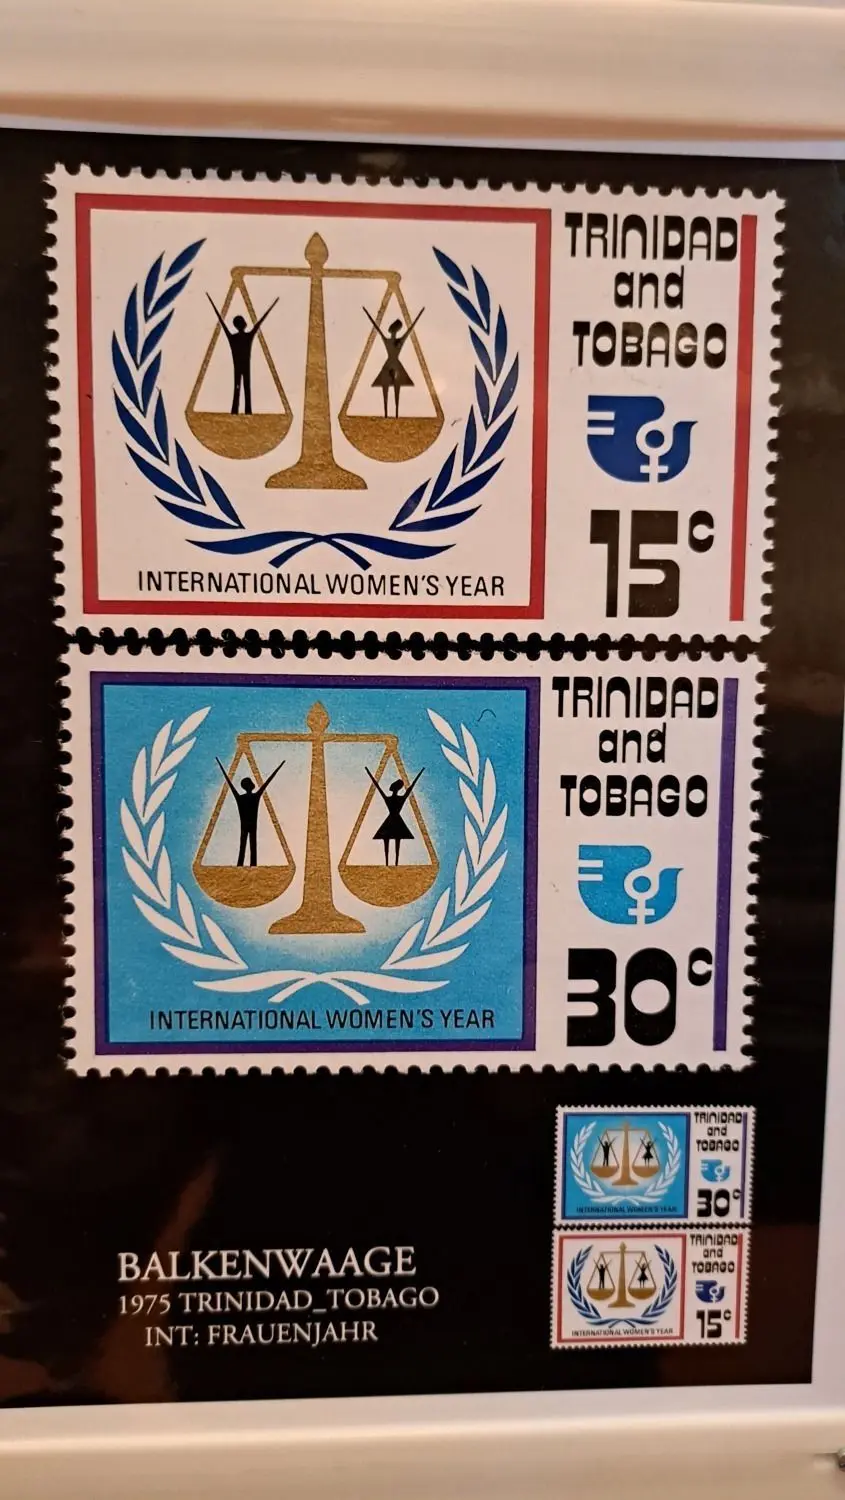 TRINIDAD
and
TOBAGO
15c
INTERNATIONAL WOMEN'S YEAR
TRINIDAD
and
TOBAGO
30c
INTERNATIONAL WOMEN'S YEAR
TRINIDAD
and
TOBAGO
30c
INTERNATIONAL WOMEN'S YEAR
TRINIDAD
and
TOBAGO
15c
INTERNATIONAL WOMEN'S YEAR
BALKENWAAGE
1975 TRINIDAD_TOBAGO
INT: FRAUENJAHR